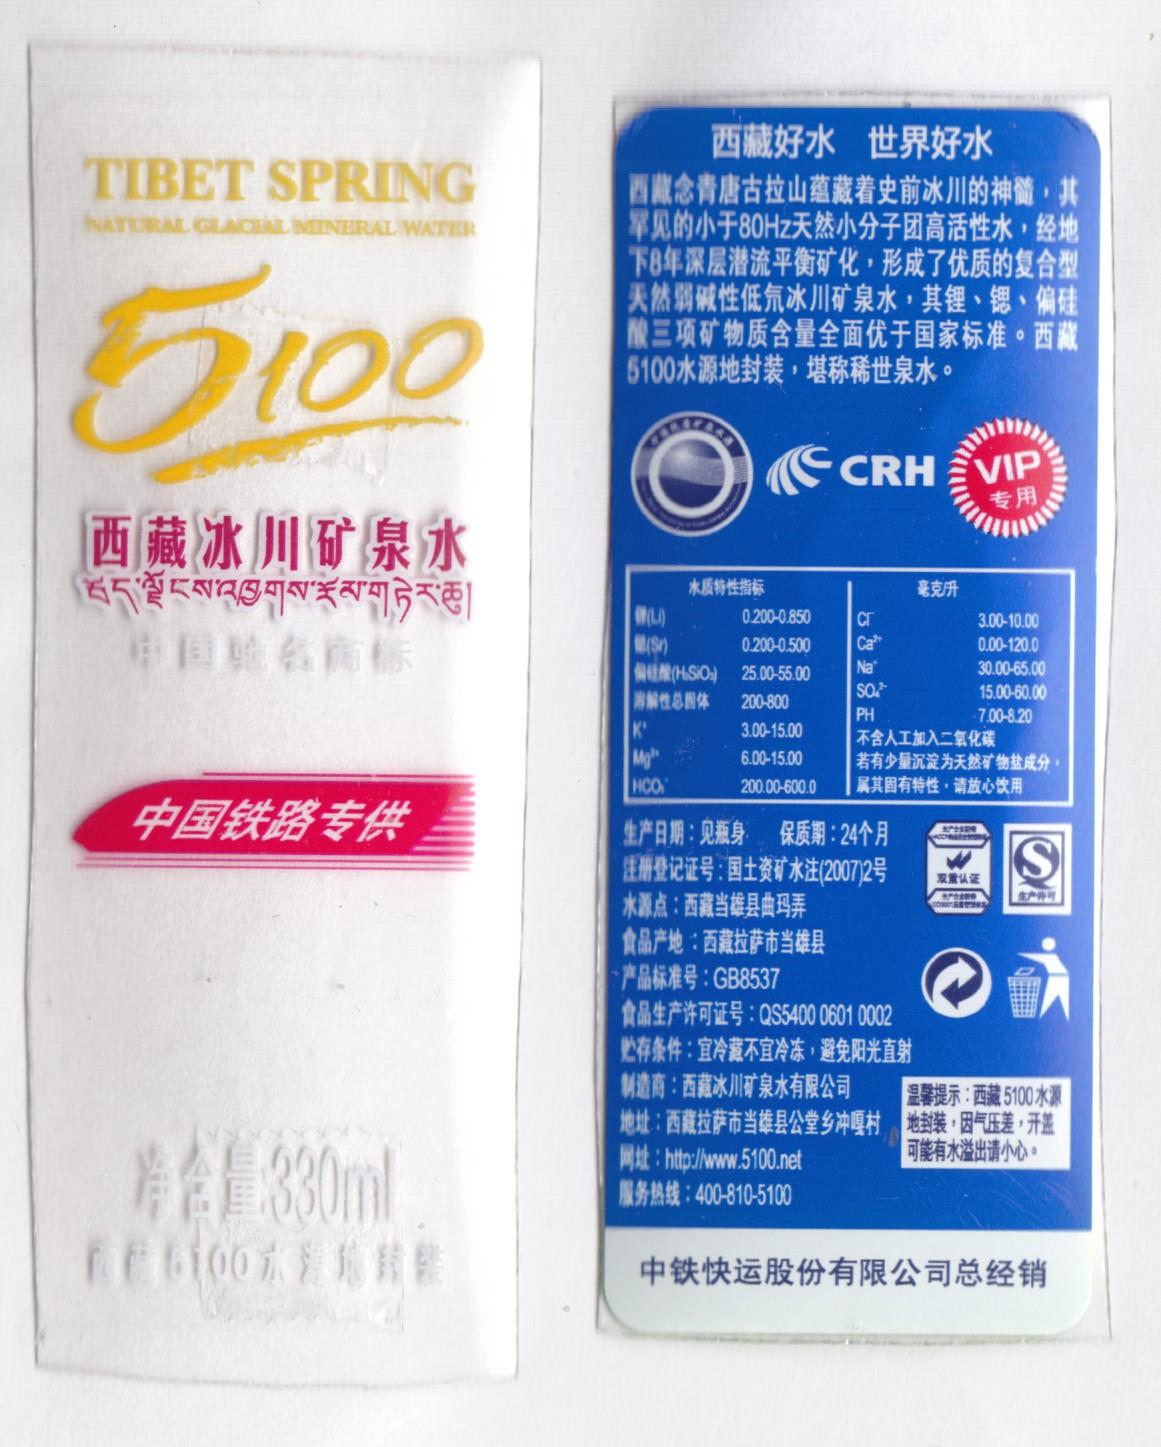 TIBET SPRING
NATURAL GLACIAL MINERAL WATER
5100
西藏冰川矿泉水
中国驰名商标
中国铁路专供
净含量330ml
西藏5100水源地封装
西藏好水 世界好水
西藏念青唐古拉山蕴藏着史前冰川的神髓,其
罕见的小于80Hz天然小分子团高活性水,经地
下8年深层潜流平衡矿化,形成了优质的复合型
天然弱碱性低氘冰川矿泉水,其锂、锶、偏硅
酸三项矿物质含量全面优于国家标准。西藏
5100水源地封装,堪称稀世泉水。
CRH
VIP
专用
水质特性指标 毫克/升
锂(Li) 0.200-0.850
锶(Sr) 0.200-0.500
偏硅酸(H₂SiO₃) 25.00-55.00
溶解性总固体 200-800
K⁺ 3.00-15.00
Mg²⁺ 6.00-15.00
HCO₃⁻ 200.00-600.0
Cl⁻ 3.00-10.00
Ca²⁺ 0.00-120.0
Na⁺ 30.00-65.00
SO₄²⁻ 15.00-60.00
PH 7.00-8.20
不含人工加入二氧化碳
若有少量沉淀为天然矿物盐成分,
属其固有特性,请放心饮用
生产日期:见瓶身 保质期:24个月
注册登记证号:国土资矿水注(2007)2号
水源点:西藏当雄县曲玛弄
食品产地:西藏拉萨市当雄县
产品标准号:GB8537
食品生产许可证号:QS5400 0601 0002
贮存条件:宜冷藏不宜冷冻,避免阳光直射
制造商:西藏冰川矿泉水有限公司
地址:西藏拉萨市当雄县公堂乡冲嘎村
网址:http://www.5100.net
服务热线:400-810-5100
双重认证
生产许可
温馨提示:西藏5100水源
地封装,因气压差,开盖
可能有水溢出请小心。
中铁快运股份有限公司总经销